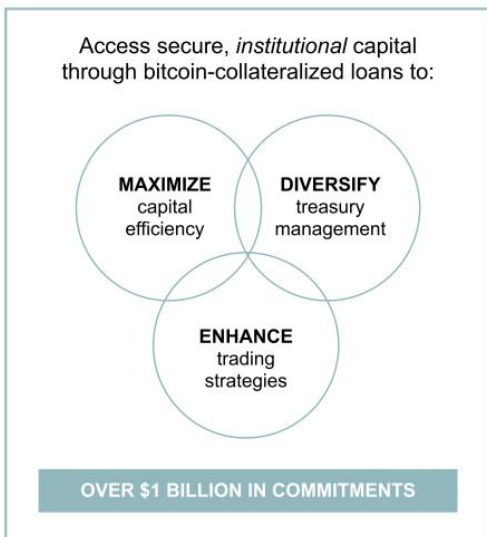 Access secure, institutional capital
through bitcoin-collateralized loans to:
MAXIMIZE
capital
efficiency
DIVERSIFY
treasury
management
ENHANCE
trading
strategies
OVER $1 BILLION IN COMMITMENTS